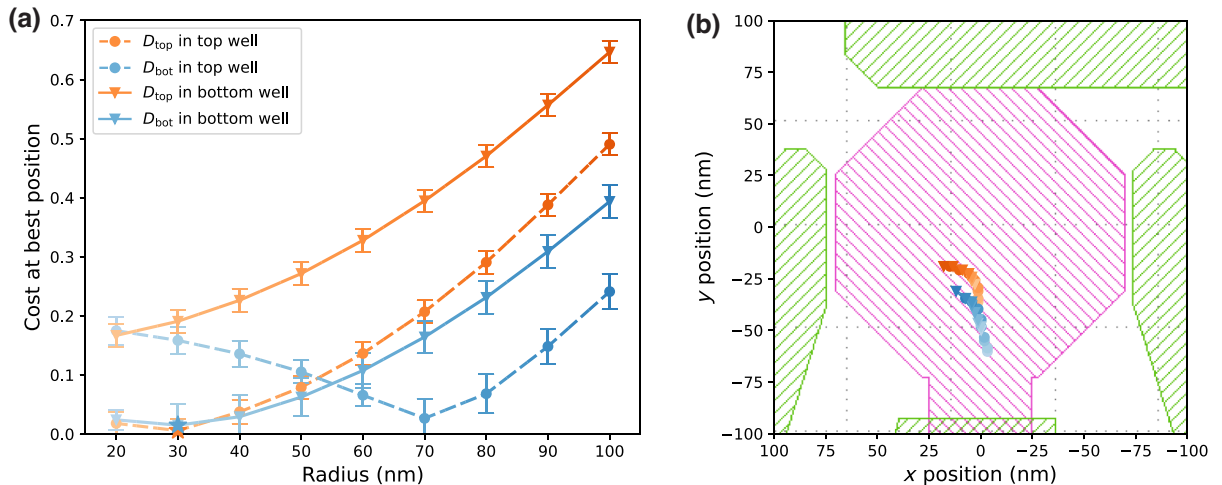 (a)
0.7
0.6
0.5
0.4
0.3
0.2
0.1
0.0
Cost at best position
D_top in top well
D_bot in top well
D_top in bottom well
D_bot in bottom well
20 30 40 50 60 70 80 90 100
Radius (nm)
(b)
100
75
50
25
0
−25
−50
−75
−100
y position (nm)
100 75 50 25 0 −25 −50 −75 −100
x position (nm)